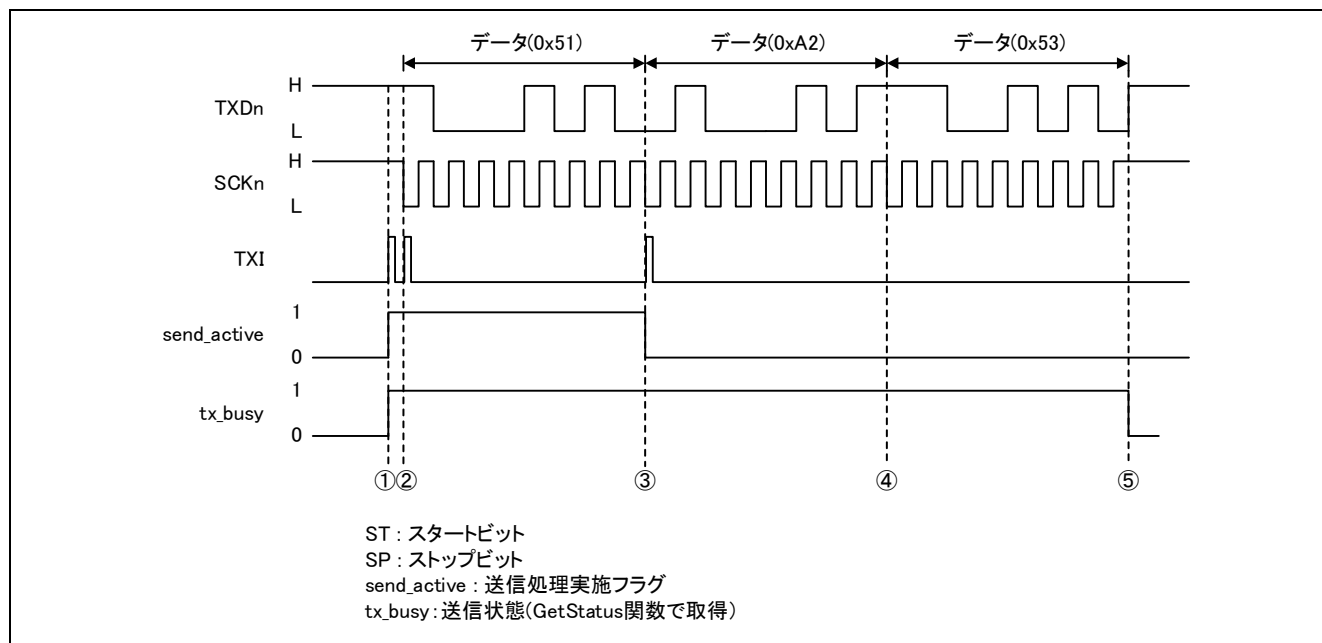 データ(0x51) データ(0xA2) データ(0x53)
H
TXDn
L
H
SCKn
L
TXI
1
send_active
0
1
tx_busy
0
①② ③ ④ ⑤
ST : スタートビット
SP : ストップビット
send_active : 送信処理実施フラグ
tx_busy : 送信状態(GetStatus関数で取得)